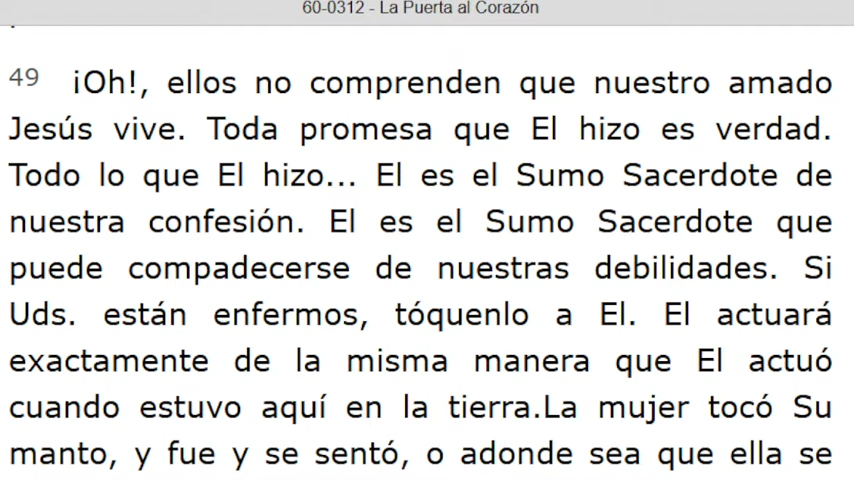 60-0312 - La Puerta al Corazón
49 ¡Oh!, ellos no comprenden que nuestro amado
Jesús vive. Toda promesa que El hizo es verdad.
Todo lo que El hizo... El es el Sumo Sacerdote de
nuestra confesión. El es el Sumo Sacerdote que
puede compadecerse de nuestras debilidades. Si
Uds. están enfermos, tóquenlo a El. El actuará
exactamente de la misma manera que El actuó
cuando estuvo aquí en la tierra.La mujer tocó Su
manto, y fue y se sentó, o adonde sea que ella se